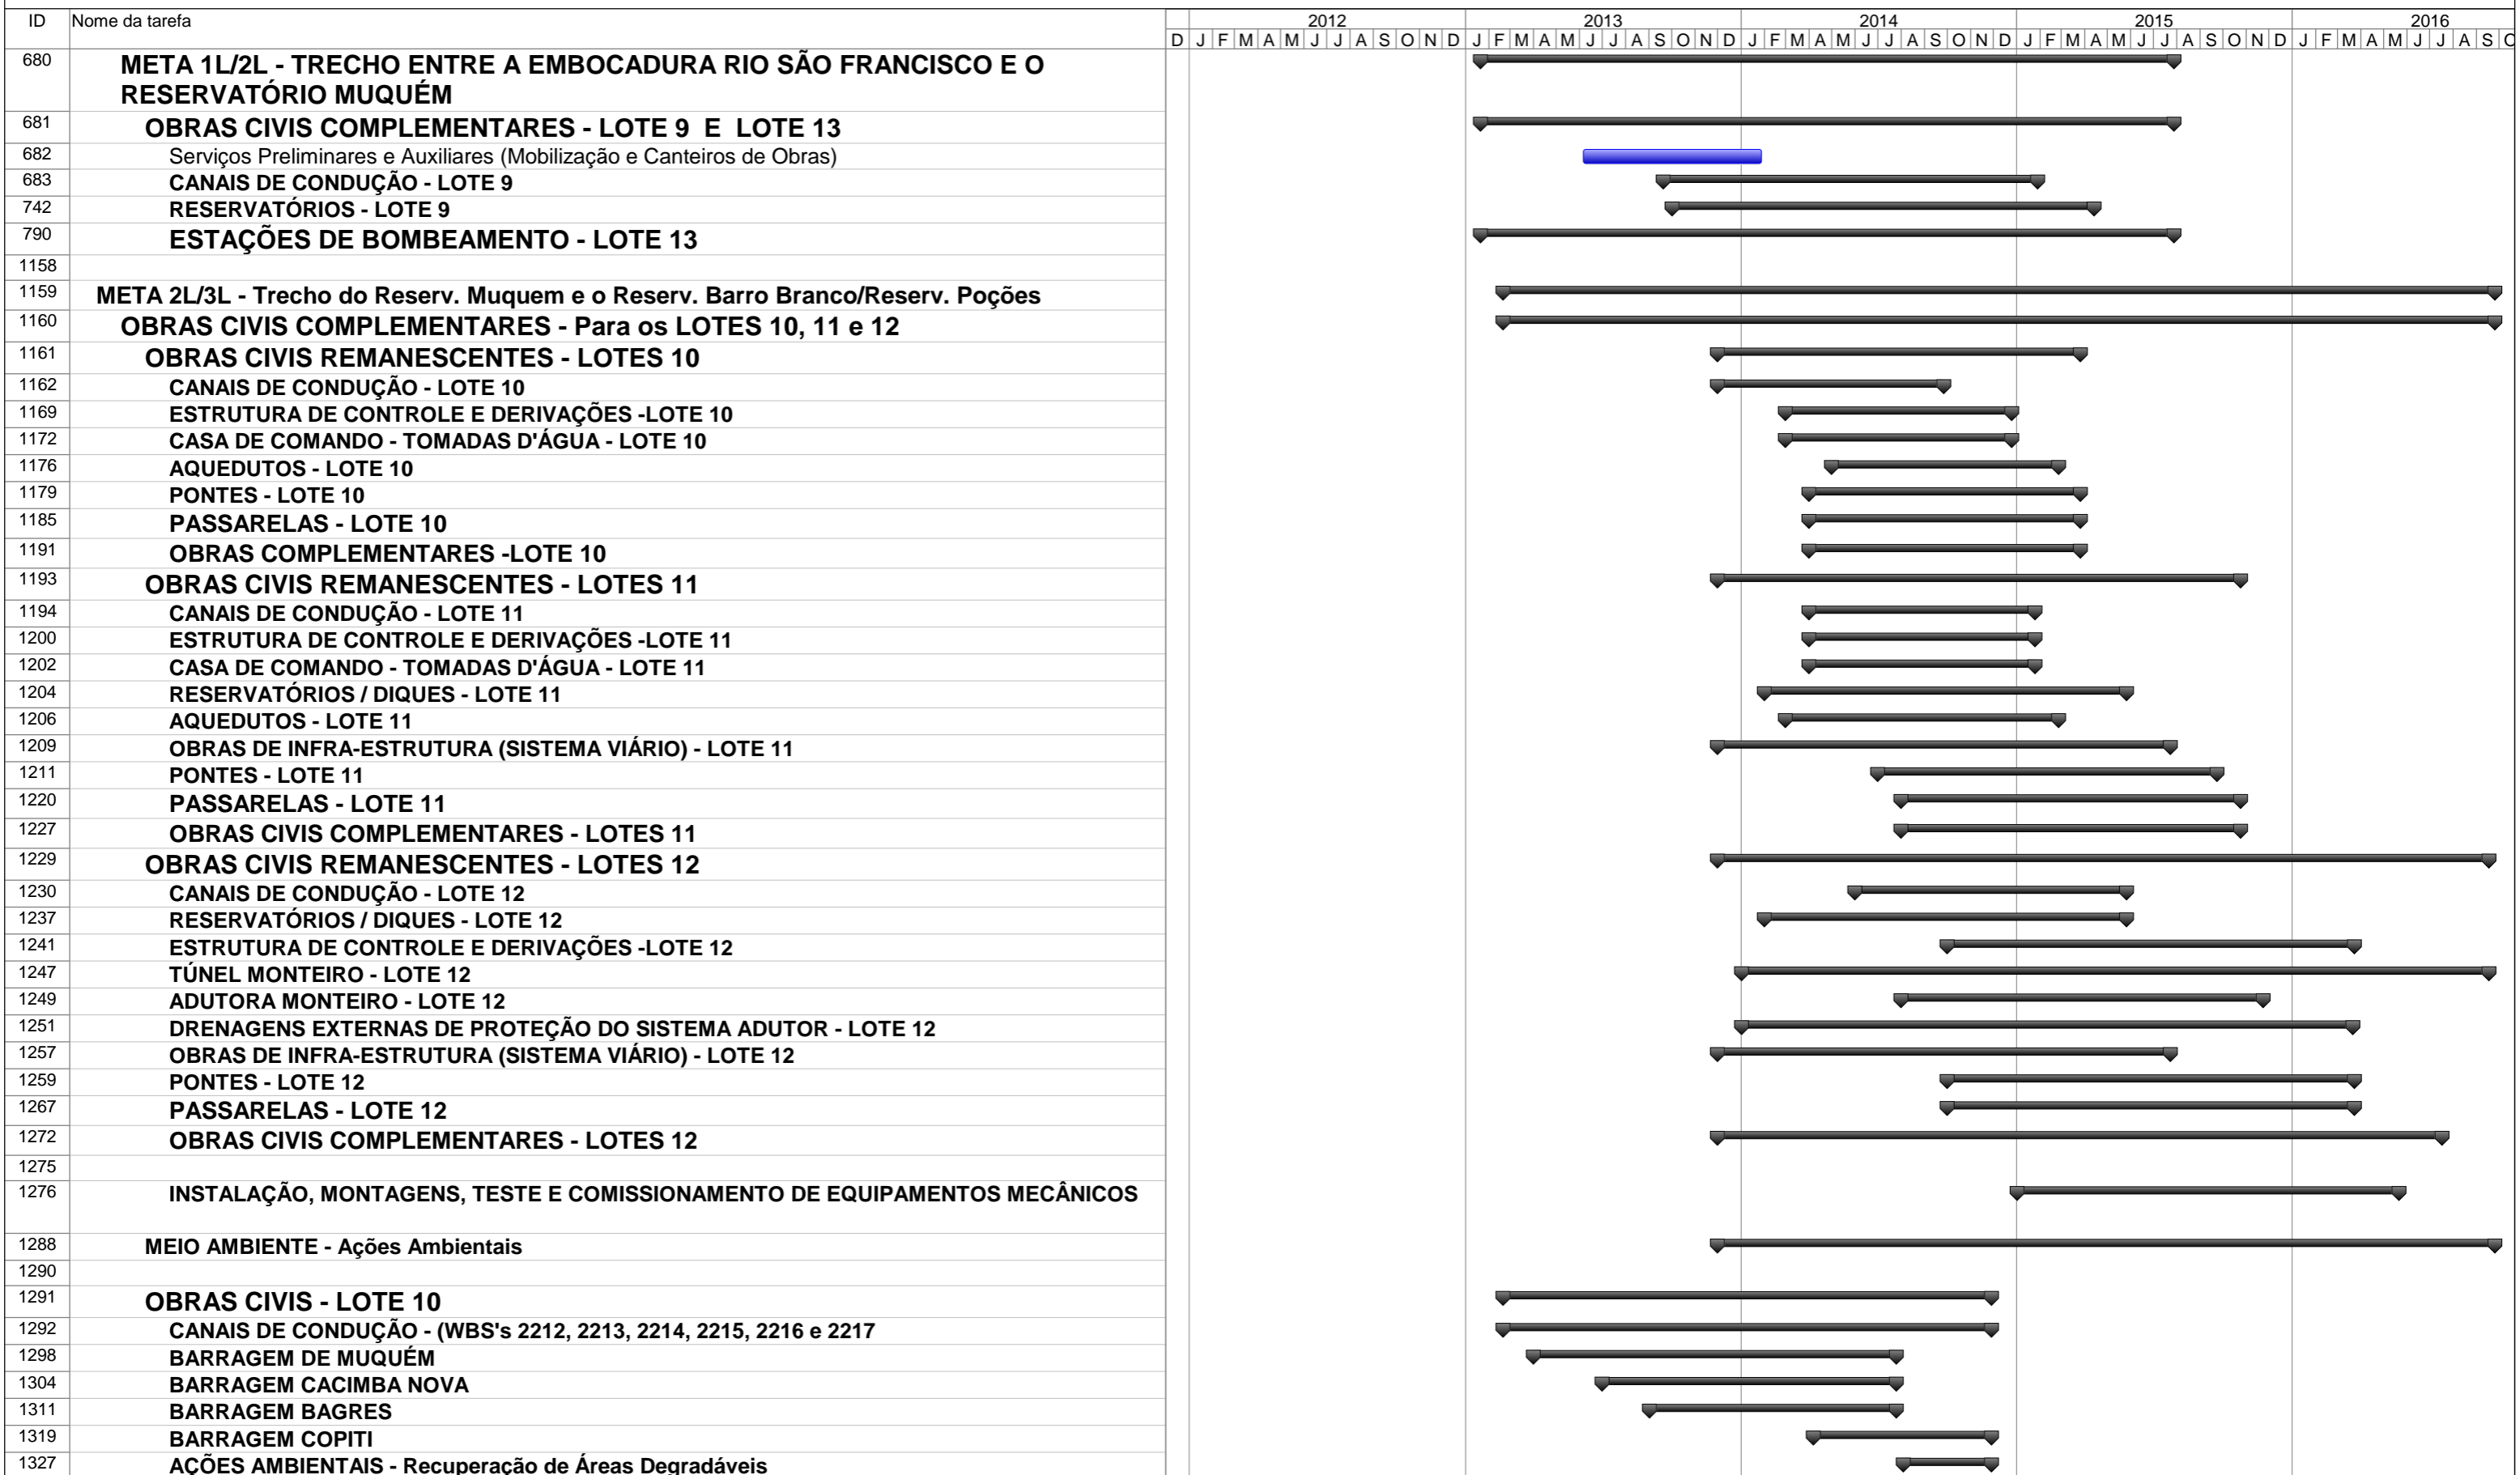 ID Nome da tarefa 2012 2013 2014 2015 2016
D J F M A M J J A S O N D J F M A M J J A S O N D J F M A M J J A S O N D J F M A M J J A S O N D J F M A M J J A S O
680 META 1L/2L - TRECHO ENTRE A EMBOCADURA RIO SÃO FRANCISCO E O
RESERVATÓRIO MUQUÉM
681 OBRAS CIVIS COMPLEMENTARES - LOTE 9 E LOTE 13
682 Serviços Preliminares e Auxiliares (Mobilização e Canteiros de Obras)
683 CANAIS DE CONDUÇÃO - LOTE 9
742 RESERVATÓRIOS - LOTE 9
790 ESTAÇÕES DE BOMBEAMENTO - LOTE 13
1158
1159 META 2L/3L - Trecho do Reserv. Muquem e o Reserv. Barro Branco/Reserv. Poções
1160 OBRAS CIVIS COMPLEMENTARES - Para os LOTES 10, 11 e 12
1161 OBRAS CIVIS REMANESCENTES - LOTES 10
1162 CANAIS DE CONDUÇÃO - LOTE 10
1169 ESTRUTURA DE CONTROLE E DERIVAÇÕES -LOTE 10
1172 CASA DE COMANDO - TOMADAS D'ÁGUA - LOTE 10
1176 AQUEDUTOS - LOTE 10
1179 PONTES - LOTE 10
1185 PASSARELAS - LOTE 10
1191 OBRAS COMPLEMENTARES -LOTE 10
1193 OBRAS CIVIS REMANESCENTES - LOTES 11
1194 CANAIS DE CONDUÇÃO - LOTE 11
1200 ESTRUTURA DE CONTROLE E DERIVAÇÕES -LOTE 11
1202 CASA DE COMANDO - TOMADAS D'ÁGUA - LOTE 11
1204 RESERVATÓRIOS / DIQUES - LOTE 11
1206 AQUEDUTOS - LOTE 11
1209 OBRAS DE INFRA-ESTRUTURA (SISTEMA VIÁRIO) - LOTE 11
1211 PONTES - LOTE 11
1220 PASSARELAS - LOTE 11
1227 OBRAS CIVIS COMPLEMENTARES - LOTES 11
1229 OBRAS CIVIS REMANESCENTES - LOTES 12
1230 CANAIS DE CONDUÇÃO - LOTE 12
1237 RESERVATÓRIOS / DIQUES - LOTE 12
1241 ESTRUTURA DE CONTROLE E DERIVAÇÕES -LOTE 12
1247 TÚNEL MONTEIRO - LOTE 12
1249 ADUTORA MONTEIRO - LOTE 12
1251 DRENAGENS EXTERNAS DE PROTEÇÃO DO SISTEMA ADUTOR - LOTE 12
1257 OBRAS DE INFRA-ESTRUTURA (SISTEMA VIÁRIO) - LOTE 12
1259 PONTES - LOTE 12
1267 PASSARELAS - LOTE 12
1272 OBRAS CIVIS COMPLEMENTARES - LOTES 12
1275
1276 INSTALAÇÃO, MONTAGENS, TESTE E COMISSIONAMENTO DE EQUIPAMENTOS MECÂNICOS
1288 MEIO AMBIENTE - Ações Ambientais
1290
1291 OBRAS CIVIS - LOTE 10
1292 CANAIS DE CONDUÇÃO - (WBS's 2212, 2213, 2214, 2215, 2216 e 2217
1298 BARRAGEM DE MUQUÉM
1304 BARRAGEM CACIMBA NOVA
1311 BARRAGEM BAGRES
1319 BARRAGEM COPITI
1327 AÇÕES AMBIENTAIS - Recuperação de Áreas Degradáveis